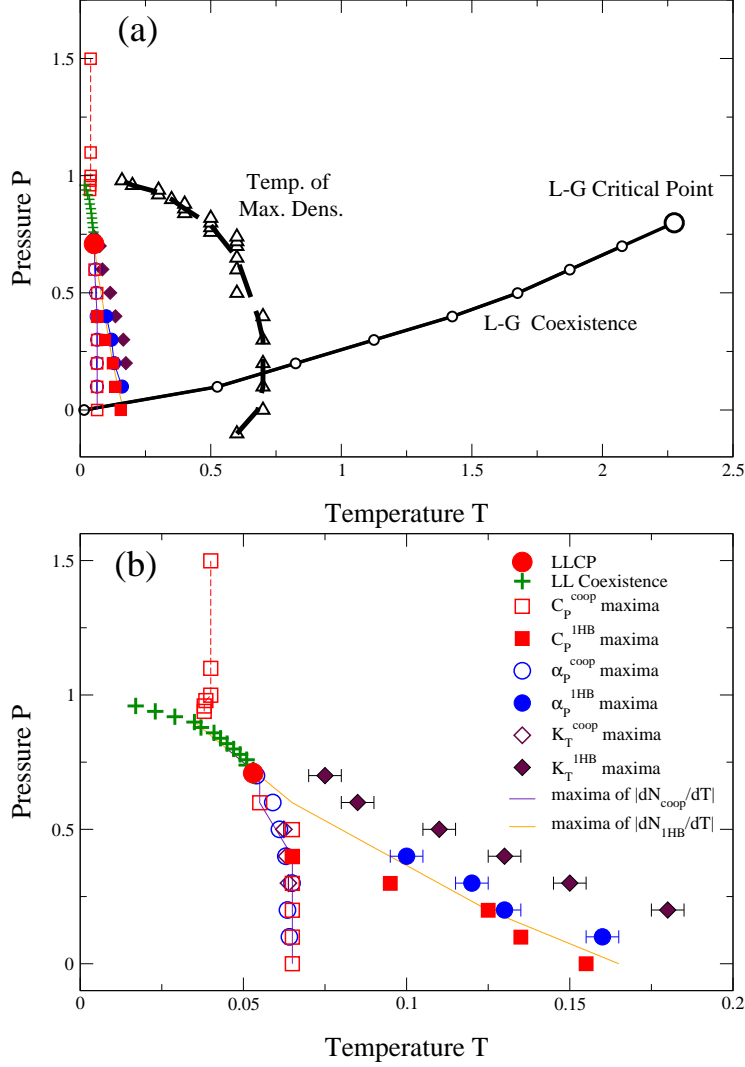 (a)
1.5
1
0.5
0
Pressure P
Temp. of
Max. Dens.
L-G Critical Point
L-G Coexistence
0
0.5
1
1.5
2
2.5
Temperature T
(b)
1.5
1
0.5
0
Pressure P
LLCP
LL Coexistence
C_P^coop maxima
C_P^1HB maxima
α_P^coop maxima
α_P^1HB maxima
K_T^coop maxima
K_T^1HB maxima
maxima of |dN_coop/dT|
maxima of |dN_1HB/dT|
0
0.05
0.1
0.15
0.2
Temperature T